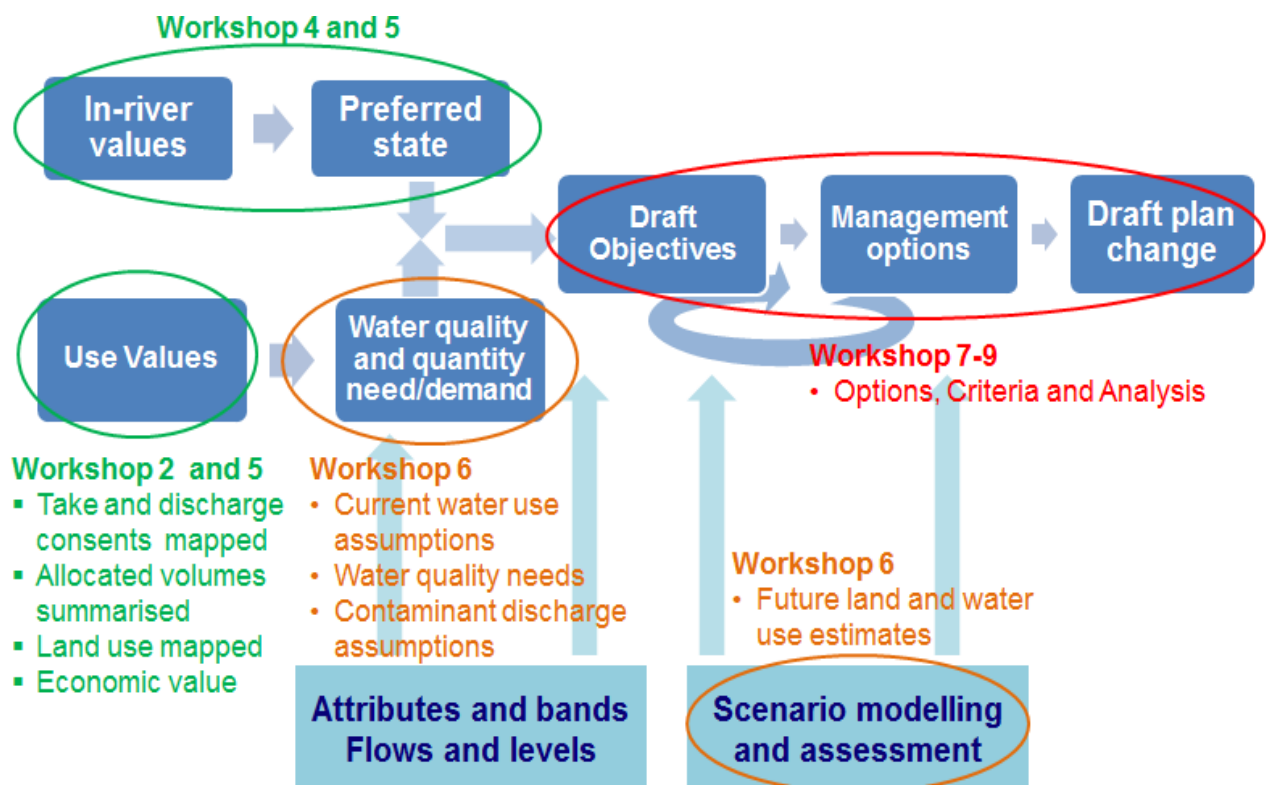 Workshop 4 and 5
In-river
values
Preferred
state
Draft
Objectives
Management
options
Draft plan
change
Use Values
Water quality
and quantity
need/demand
Workshop 7-9
• Options, Criteria and Analysis
Workshop 2 and 5
▪ Take and discharge
consents mapped
▪ Allocated volumes
summarised
▪ Land use mapped
▪ Economic value
Workshop 6
• Current water use
assumptions
• Water quality needs
• Contaminant discharge
assumptions
Workshop 6
• Future land and water
use estimates
Attributes and bands
Flows and levels
Scenario modelling
and assessment